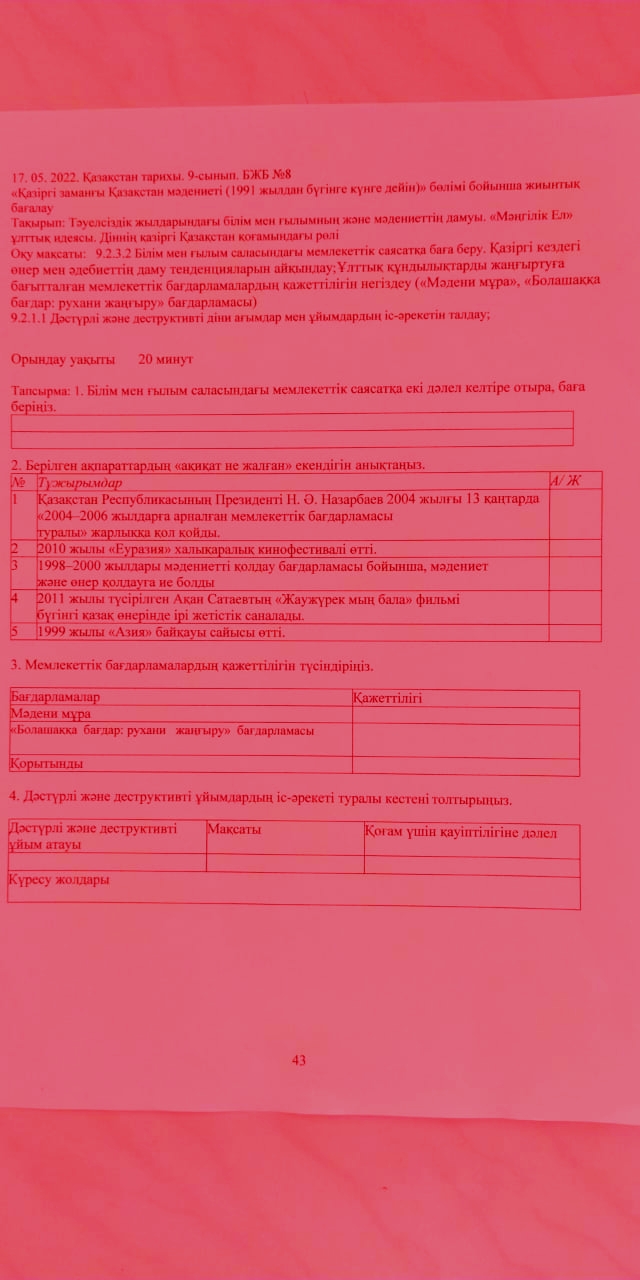 17. 05. 2022. Қазақстан тарихы. 9-сынып. БЖБ №8
«Қазіргі заманғы Қазақстан мәдениеті (1991 жылдан бүгінге күнге дейін)» бөлімі бойынша жиынтық
бағалау
Тақырып: Тәуелсіздік жылдарындағы білім мен ғылымның және мәдениеттің дамуы. «Мәңгілік Ел»
ұлттық идеясы. Діннің қазіргі Қазақстан қоғамындағы рөлі
Оқу мақсаты: 9.2.3.2 Білім мен ғылым саласындағы мемлекеттік саясатқа баға беру. Қазіргі кездегі
өнер мен әдебиеттің даму тенденцияларын айқындау;Ұлттық құндылықтарды жаңғыртуға
бағытталған мемлекеттік бағдарламалардың қажеттілігін негіздеу («Мәдени мұра», «Болашаққа
бағдар: рухани жаңғыру» бағдарламасы)
9.2.1.1 Дәстүрлі және деструктивті діни ағымдар мен ұйымдардың іс-әрекетін талдау;
Орындау уақыты 20 минут
Тапсырма: 1. Білім мен ғылым саласындағы мемлекеттік саясатқа екі дәлел келтіре отыра, баға
беріңіз.
2. Берілген ақпараттардың «ақиқат не жалған» екендігін анықтаңыз.
№ Тұжырымдар А/ Ж
1 Қазақстан Республикасының Президенті Н. Ә. Назарбаев 2004 жылғы 13 қаңтарда
«2004–2006 жылдарға арналған мемлекеттік бағдарламасы
туралы» жарлыққа қол қойды.
2 2010 жылы «Еуразия» халықаралық кинофестивалі өтті.
3 1998–2000 жылдары мәдениетті қолдау бағдарламасы бойынша, мәдениет
және өнер қолдауға ие болды
4 2011 жылы түсірілген Ақан Сатаевтың «Жаужүрек мың бала» фильмі
бүгінгі қазақ өнерінде ірі жетістік саналады.
5 1999 жылы «Азия» байқауы сайысы өтті.
3. Мемлекеттік бағдарламалардың қажеттілігін түсіндіріңіз.
Бағдарламалар Қажеттілігі
Мәдени мұра
«Болашаққа бағдар: рухани жаңғыру» бағдарламасы
Қорытынды
4. Дәстүрлі және деструктивті ұйымдардың іс-әрекеті туралы кестені толтырыңыз.
Дәстүрлі және деструктивті Мақсаты Қоғам үшін қауіптілігіне дәлел
ұйым атауы
Күресу жолдары
43